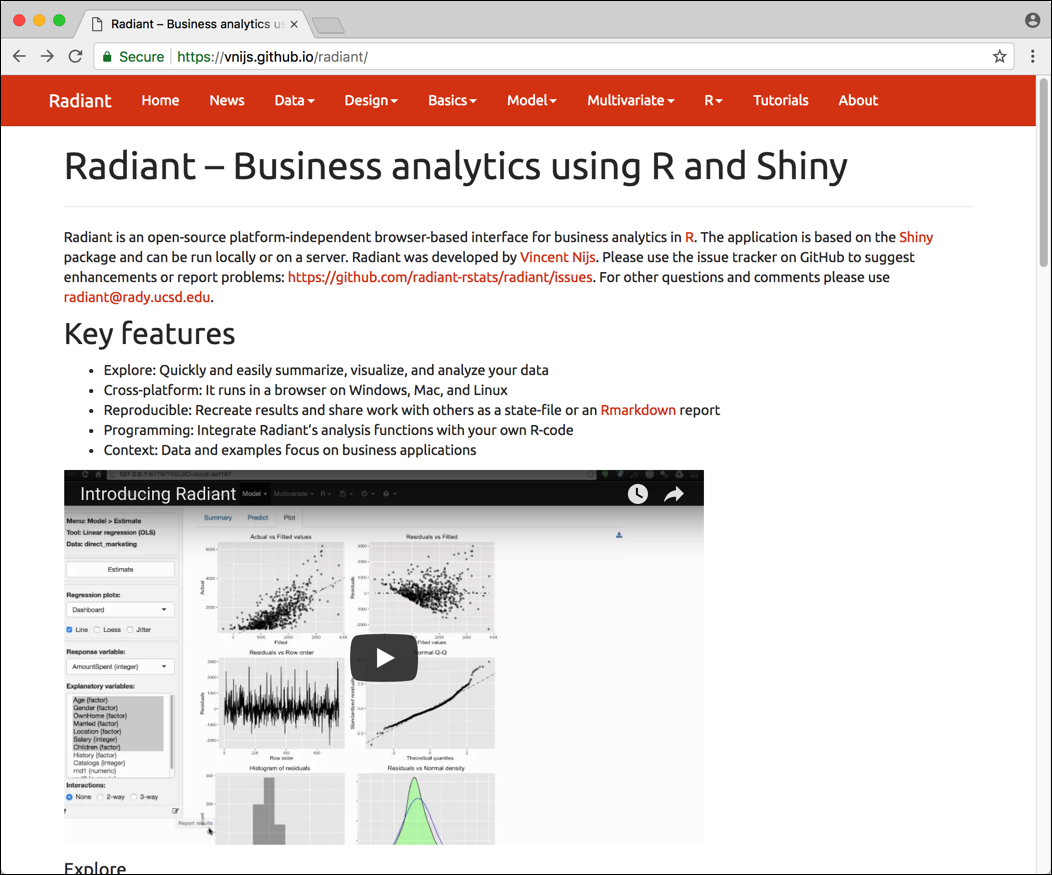 Radiant – Business analytics us
Secure
https://vnijs.github.io/radiant/
Radiant Home News Data Design Basics Model Multivariate R Tutorials About
Radiant – Business analytics using R and Shiny
Radiant is an open-source platform-independent browser-based interface for business analytics in R. The application is based on the Shiny
package and can be run locally or on a server. Radiant was developed by Vincent Nijs. Please use the issue tracker on GitHub to suggest
enhancements or report problems: https://github.com/radiant-rstats/radiant/issues. For other questions and comments please use
radiant@rady.ucsd.edu.
Key features
• Explore: Quickly and easily summarize, visualize, and analyze your data
• Cross-platform: It runs in a browser on Windows, Mac, and Linux
• Reproducible: Recreate results and share work with others as a state-file or an Rmarkdown report
• Programming: Integrate Radiant’s analysis functions with your own R-code
• Context: Data and examples focus on business applications
Introducing Radiant
Model Multivariate R
Menu: Model > Estimate
Tool: Linear regression (OLS)
Data: direct_marketing
Estimate
Regression plots:
Dashboard
Line Loess Jitter
Response variable:
AmountSpent {integer}
Explanatory variables:
Age {factor}
Gender {factor}
OwnHome {factor}
Married {factor}
Location {factor}
Salary {integer}
Children {factor}
History {factor}
Catalogs {integer}
rnd1 {numeric}
Interactions:
None 2-way 3-way
?
Report results
Summary Predict Plot
Actual vs Fitted values
Actual
Fitted
Residuals vs Fitted
Residuals
Fitted values
Residuals vs Row order
Residuals
Row order
Normal Q-Q
Standardized residuals
Theoretical quantiles
Histogram of residuals
Residuals vs Normal density
Explore